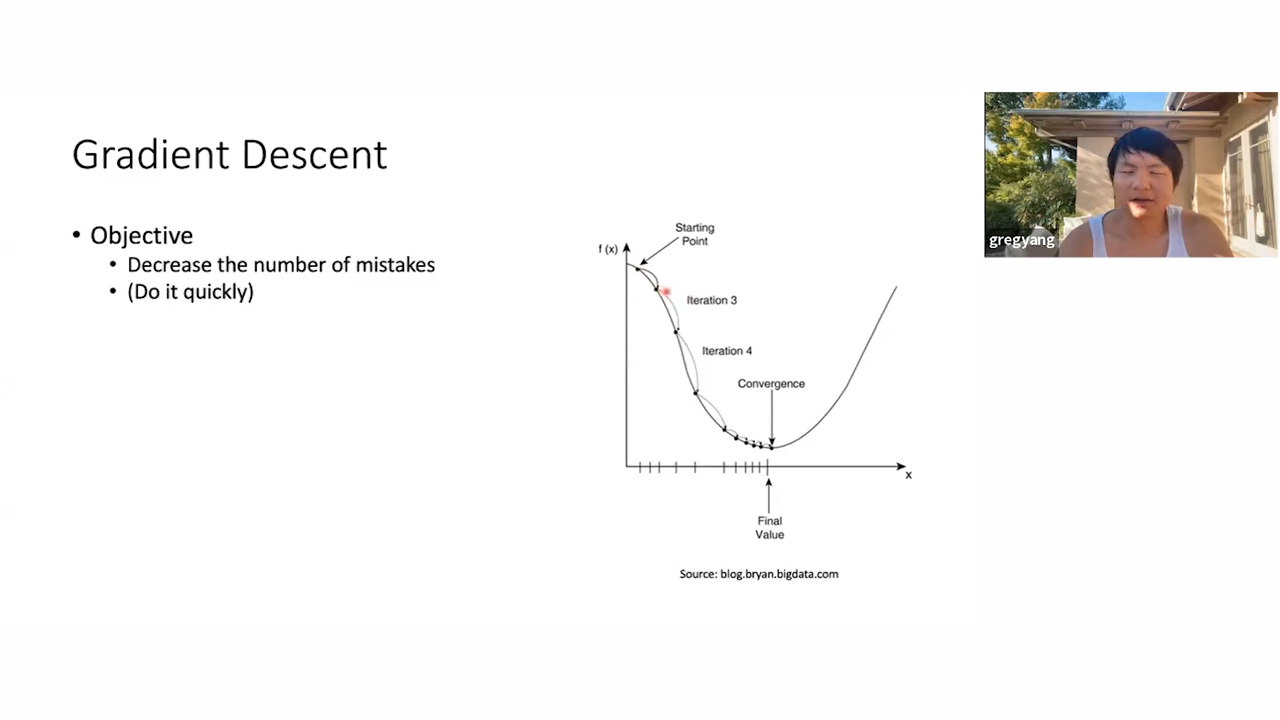 Gradient Descent
• Objective
• Decrease the number of mistakes
• (Do it quickly)
Starting
Point
f (x)
Iteration 3
Iteration 4
Convergence
x
Final
Value
Source: blog.bryan.bigdata.com
gregyang